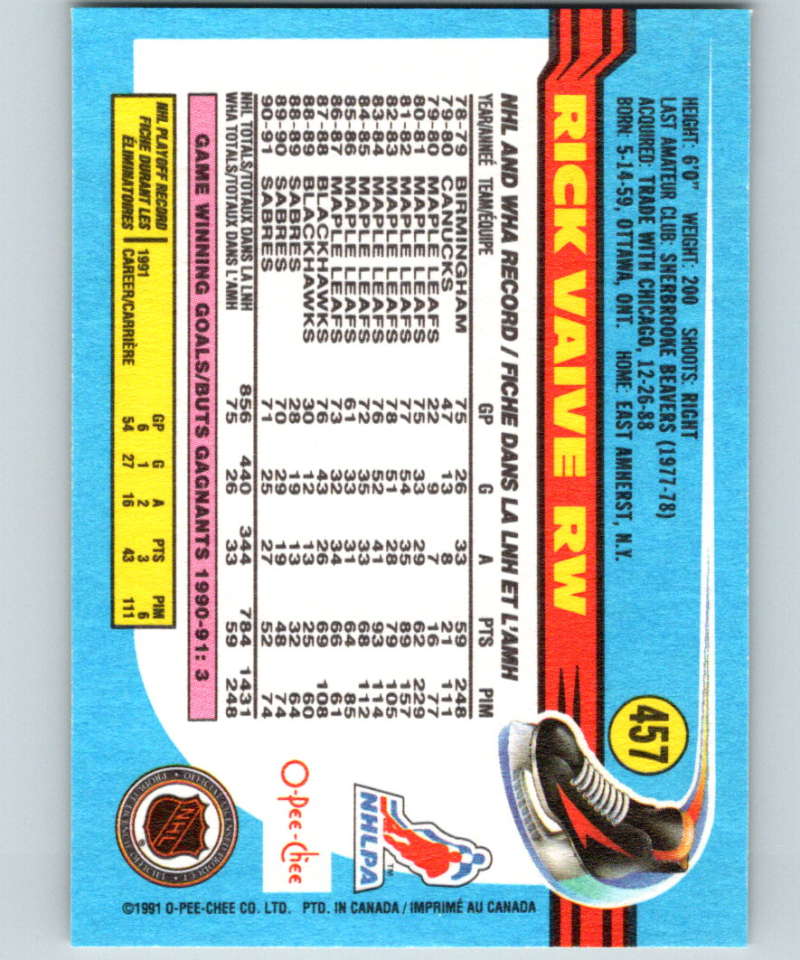 457
RICK VAIVE RW
HEIGHT: 6'0" WEIGHT: 200 SHOOTS: RIGHT
LAST AMATEUR CLUB: SHERBROOKE BEAVERS (1977-78)
ACQUIRED: TRADE WITH CHICAGO, 12-26-88
BORN: 5-14-59, OTTAWA, ONT. HOME: EAST AMHERST, N.Y.
NHL AND WHA RECORD / FICHE DANS LA LNH ET L'AMH
YEAR/ANNÉE TEAM/ÉQUIPE GP G A PTS PIM
78-79 BIRMINGHAM 75 26 33 59 248
79-80 CANUCKS 47 13 8 21 111
79-80 MAPLE LEAFS 22 9 7 16 77
80-81 MAPLE LEAFS 75 33 29 62 229
81-82 MAPLE LEAFS 77 54 35 89 157
82-83 MAPLE LEAFS 78 51 28 79 105
83-84 MAPLE LEAFS 76 52 41 93 114
84-85 MAPLE LEAFS 72 35 33 68 112
85-86 MAPLE LEAFS 61 33 31 64 85
86-87 MAPLE LEAFS 73 32 34 66 61
87-88 BLACKHAWKS 76 43 26 69 108
88-89 BLACKHAWKS 30 12 13 25 60
88-89 SABRES 28 19 13 32 64
89-90 SABRES 70 29 19 48 74
90-91 SABRES 71 25 27 52 74
NHL TOTALS/TOTAUX DANS LA LNH 856 440 344 784 1431
WHA TOTALS/TOTAUX DANS L'AMH 75 26 33 59 248
GAME WINNING GOALS/BUTS GAGNANTS 1990-91: 3
NHL PLAYOFF RECORD GP G A PTS PIM
FICHE DURANT LES 1991 6 1 2 3 6
ÉLIMINATOIRES CAREER/CARRIÈRE 54 27 16 43 111
NHLPA TM
O-Pee-Chee
NHL ®
©1991 O-PEE-CHEE CO. LTD. PTD. IN CANADA / IMPRIMÉ AU CANADA